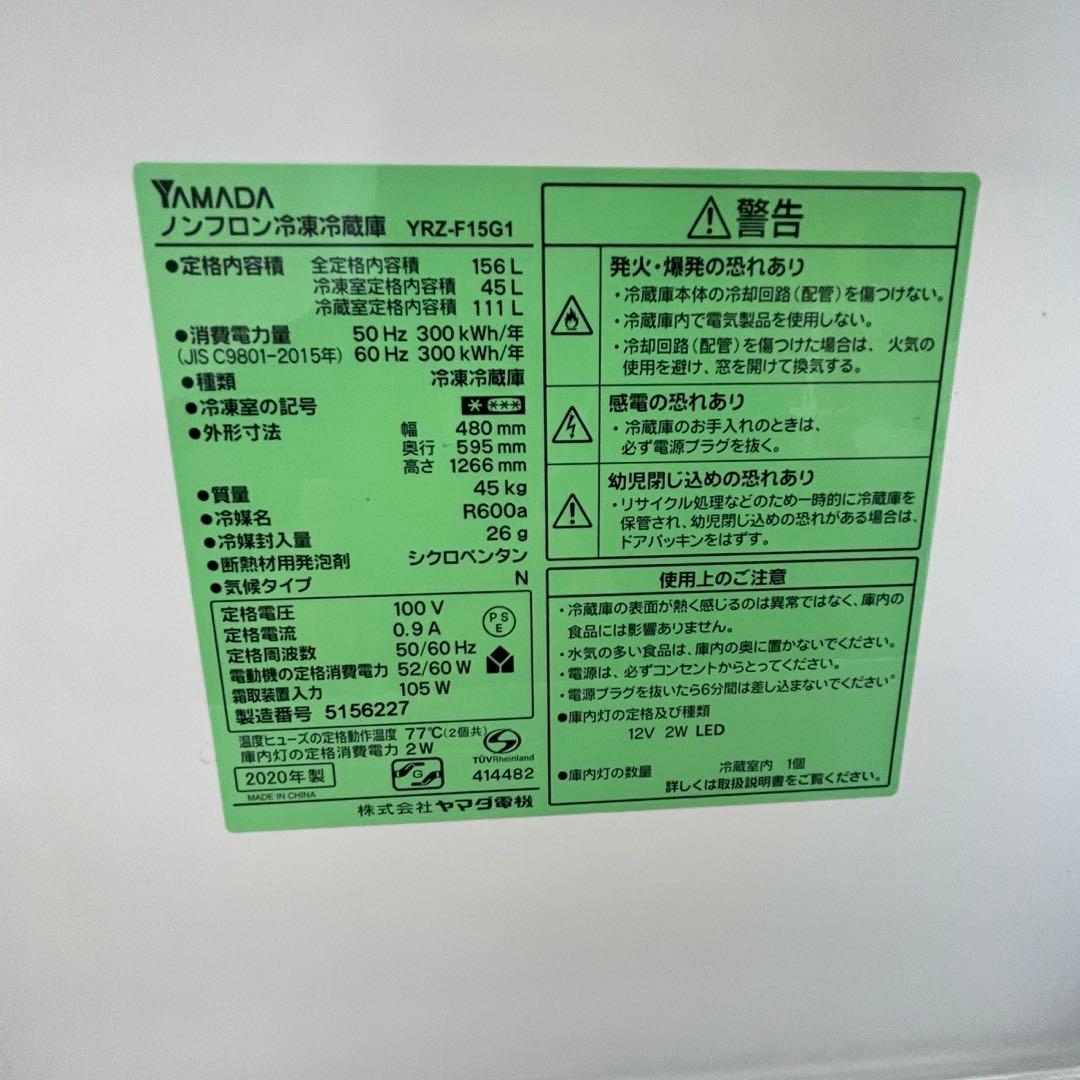 YAMADA
ノンフロン冷凍冷蔵庫 YRZ-F15G1
●定格内容積 全定格内容積 156 L
冷凍室定格内容積 45 L
冷蔵室定格内容積 111 L
●消費電力量 50 Hz 300 kWh/年
(JIS C9801-2015年) 60 Hz 300 kWh/年
●種類 冷凍冷蔵庫
●冷凍室の記号 * ***
●外形寸法 幅 480 mm
奥行 595 mm
高さ 1266 mm
●質量 45 kg
●冷媒名 R600a
●冷媒封入量 26 g
●断熱材用発泡剤 シクロペンタン
●気候タイプ N
定格電圧 100 V
定格電流 0.9 A
定格周波数 50/60 Hz
電動機の定格消費電力 52/60 W
霜取装置入力 105 W
製造番号 5156227
PS
E
温度ヒューズの定格動作温度 77℃(2個共)
庫内灯の定格消費電力 2 W
TÜVRheinland
2020年製
G
414482
MADE IN CHINA
株式会社 ヤマダ電機
警告
発火・爆発の恐れあり
・冷蔵庫本体の冷却回路(配管)を傷つけない。
・冷蔵庫内で電気製品を使用しない。
・冷却回路(配管)を傷つけた場合は、火気の
使用を避け、窓を開けて換気する。
感電の恐れあり
・冷蔵庫のお手入れのときは、
必ず電源プラグを抜く。
幼児閉じ込めの恐れあり
・リサイクル処理などのため一時的に冷蔵庫を
保管され、幼児閉じ込めの恐れがある場合は、
ドアパッキンをはずす。
使用上のご注意
・冷蔵庫の表面が熱く感じるのは異常ではなく、庫内の
食品には影響ありません。
・水気の多い食品は、庫内の奥に置かないでください。
・電源は、必ずコンセントからとってください。
・電源プラグを抜いたら6分間は差し込まないでください。
●庫内灯の定格及び種類
12V 2W LED
●庫内灯の数量 冷蔵室内 1個
詳しくは取扱説明書をご覧ください。